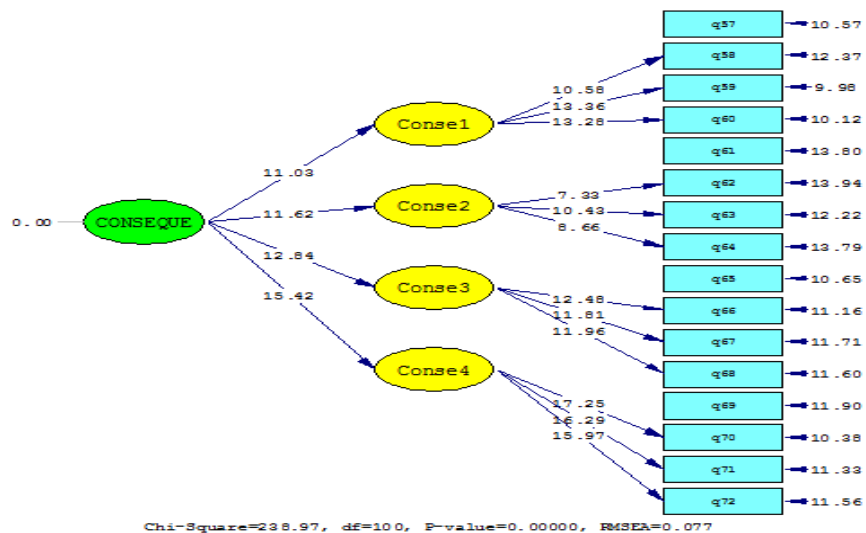 q57 10.57
q58 12.37
10.58
q59 9.98
13.36
Conse1
13.28
q60 10.12
q61 13.80
11.03
q62 13.94
7.33
Conse2
10.43
q63 12.22
11.62
0.00 CONSEQUE
8.66
q64 13.79
12.84
q65 10.65
Conse3
15.42
12.48
q66 11.16
11.81
11.96
q67 11.71
q68 11.60
Conse4
q69 11.90
17.25
16.29
q70 10.38
15.97
q71 11.33
q72 11.56
Chi-Square=238.97, df=100, P-value=0.00000, RMSEA=0.077